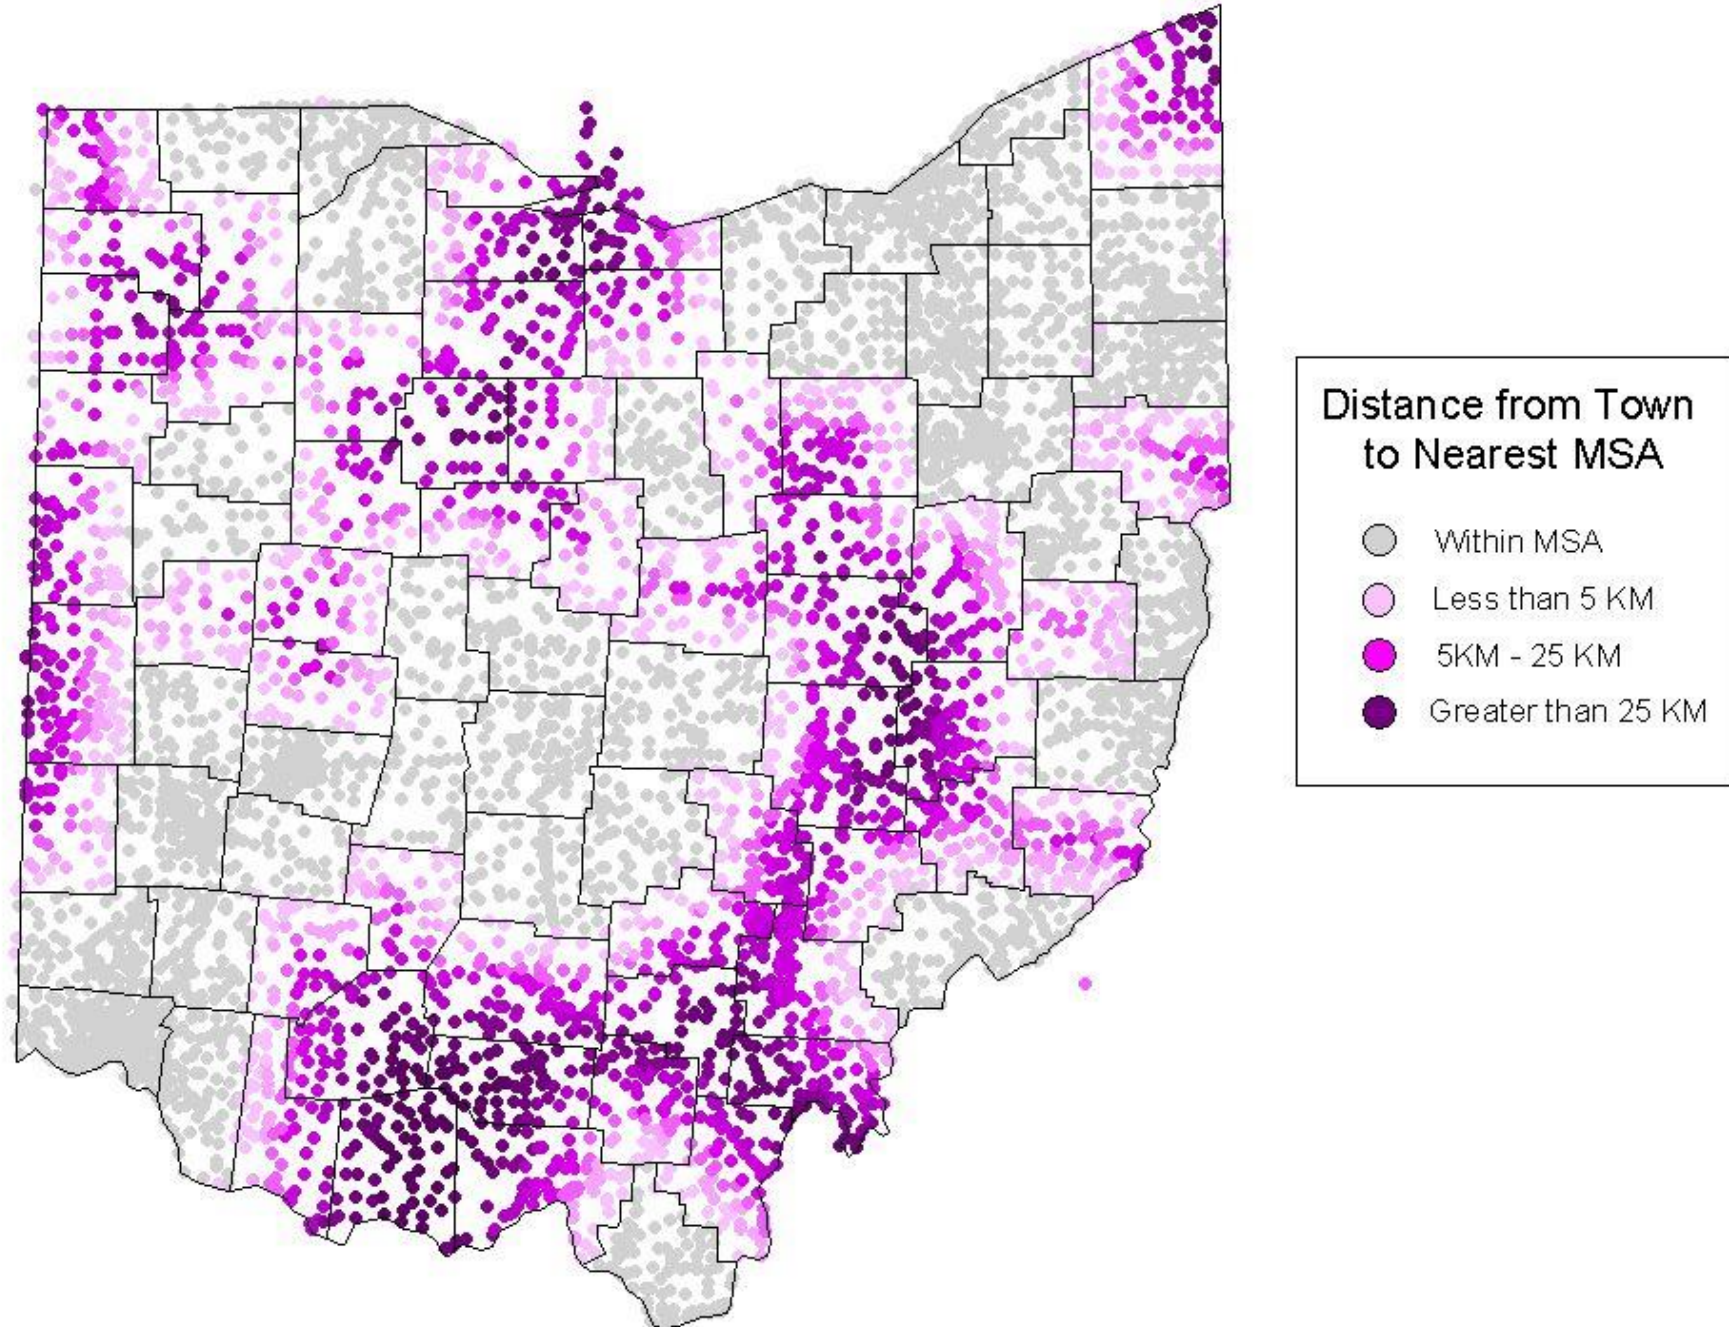 Distance from Town
to Nearest MSA
Within MSA
Less than 5 KM
5KM - 25 KM
Greater than 25 KM